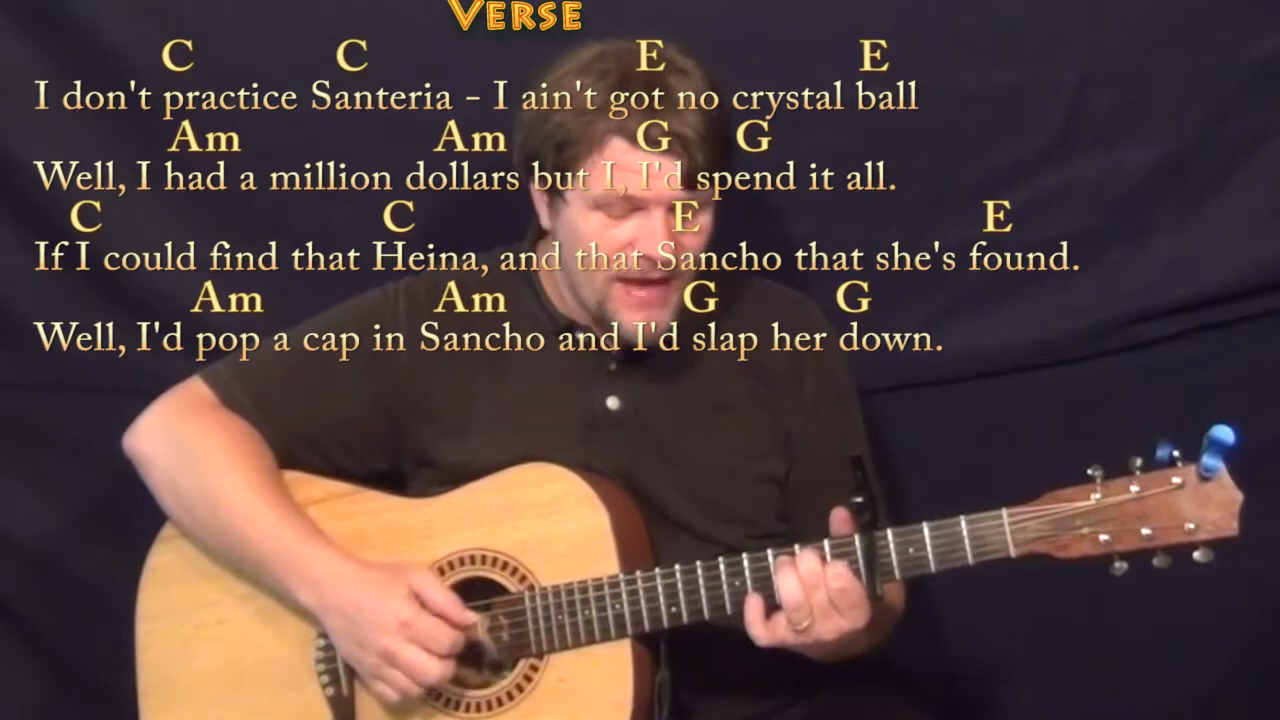 VERSE
C C E E
I don't practice Santeria - I ain't got no crystal ball
Am Am G G
Well, I had a million dollars but I, I'd spend it all.
C C E E
If I could find that Heina, and that Sancho that she's found.
Am Am G G
Well, I'd pop a cap in Sancho and I'd slap her down.